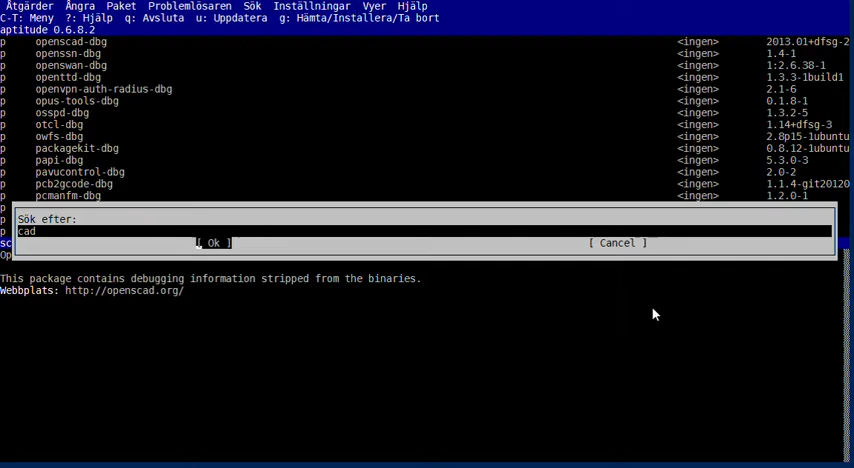 Åtgärder Ångra Paket Problemlösaren Sök Inställningar Vyer Hjälp
C-T: Meny ?: Hjälp q: Avsluta u: Uppdatera g: Hämta/Installera/Ta bort
aptitude 0.6.8.2
p openscad-dbg <ingen> 2013.01+dfsg-2
p openssn-dbg <ingen> 1.4-1
p openswan-dbg <ingen> 1:2.6.38-1
p openttd-dbg <ingen> 1.3.3-1build1
p openvpn-auth-radius-dbg <ingen> 2.1-6
p opus-tools-dbg <ingen> 0.1.8-1
p osspd-dbg <ingen> 1.3.2-5
p otcl-dbg <ingen> 1.14+dfsg-3
p owfs-dbg <ingen> 2.8p15-1ubuntu
p packagekit-dbg <ingen> 0.8.12-1ubuntu
p papi-dbg <ingen> 5.3.0-3
p pavucontrol-dbg <ingen> 2.0-2
p pcb2gcode-dbg <ingen> 1.1.4-git20120
p pcmanfm-dbg <ingen> 1.2.0-1
p
p Sök efter:
p cad
sc [ Ok ] [ Cancel ]
Op
This package contains debugging information stripped from the binaries.
Webbplats: http://openscad.org/